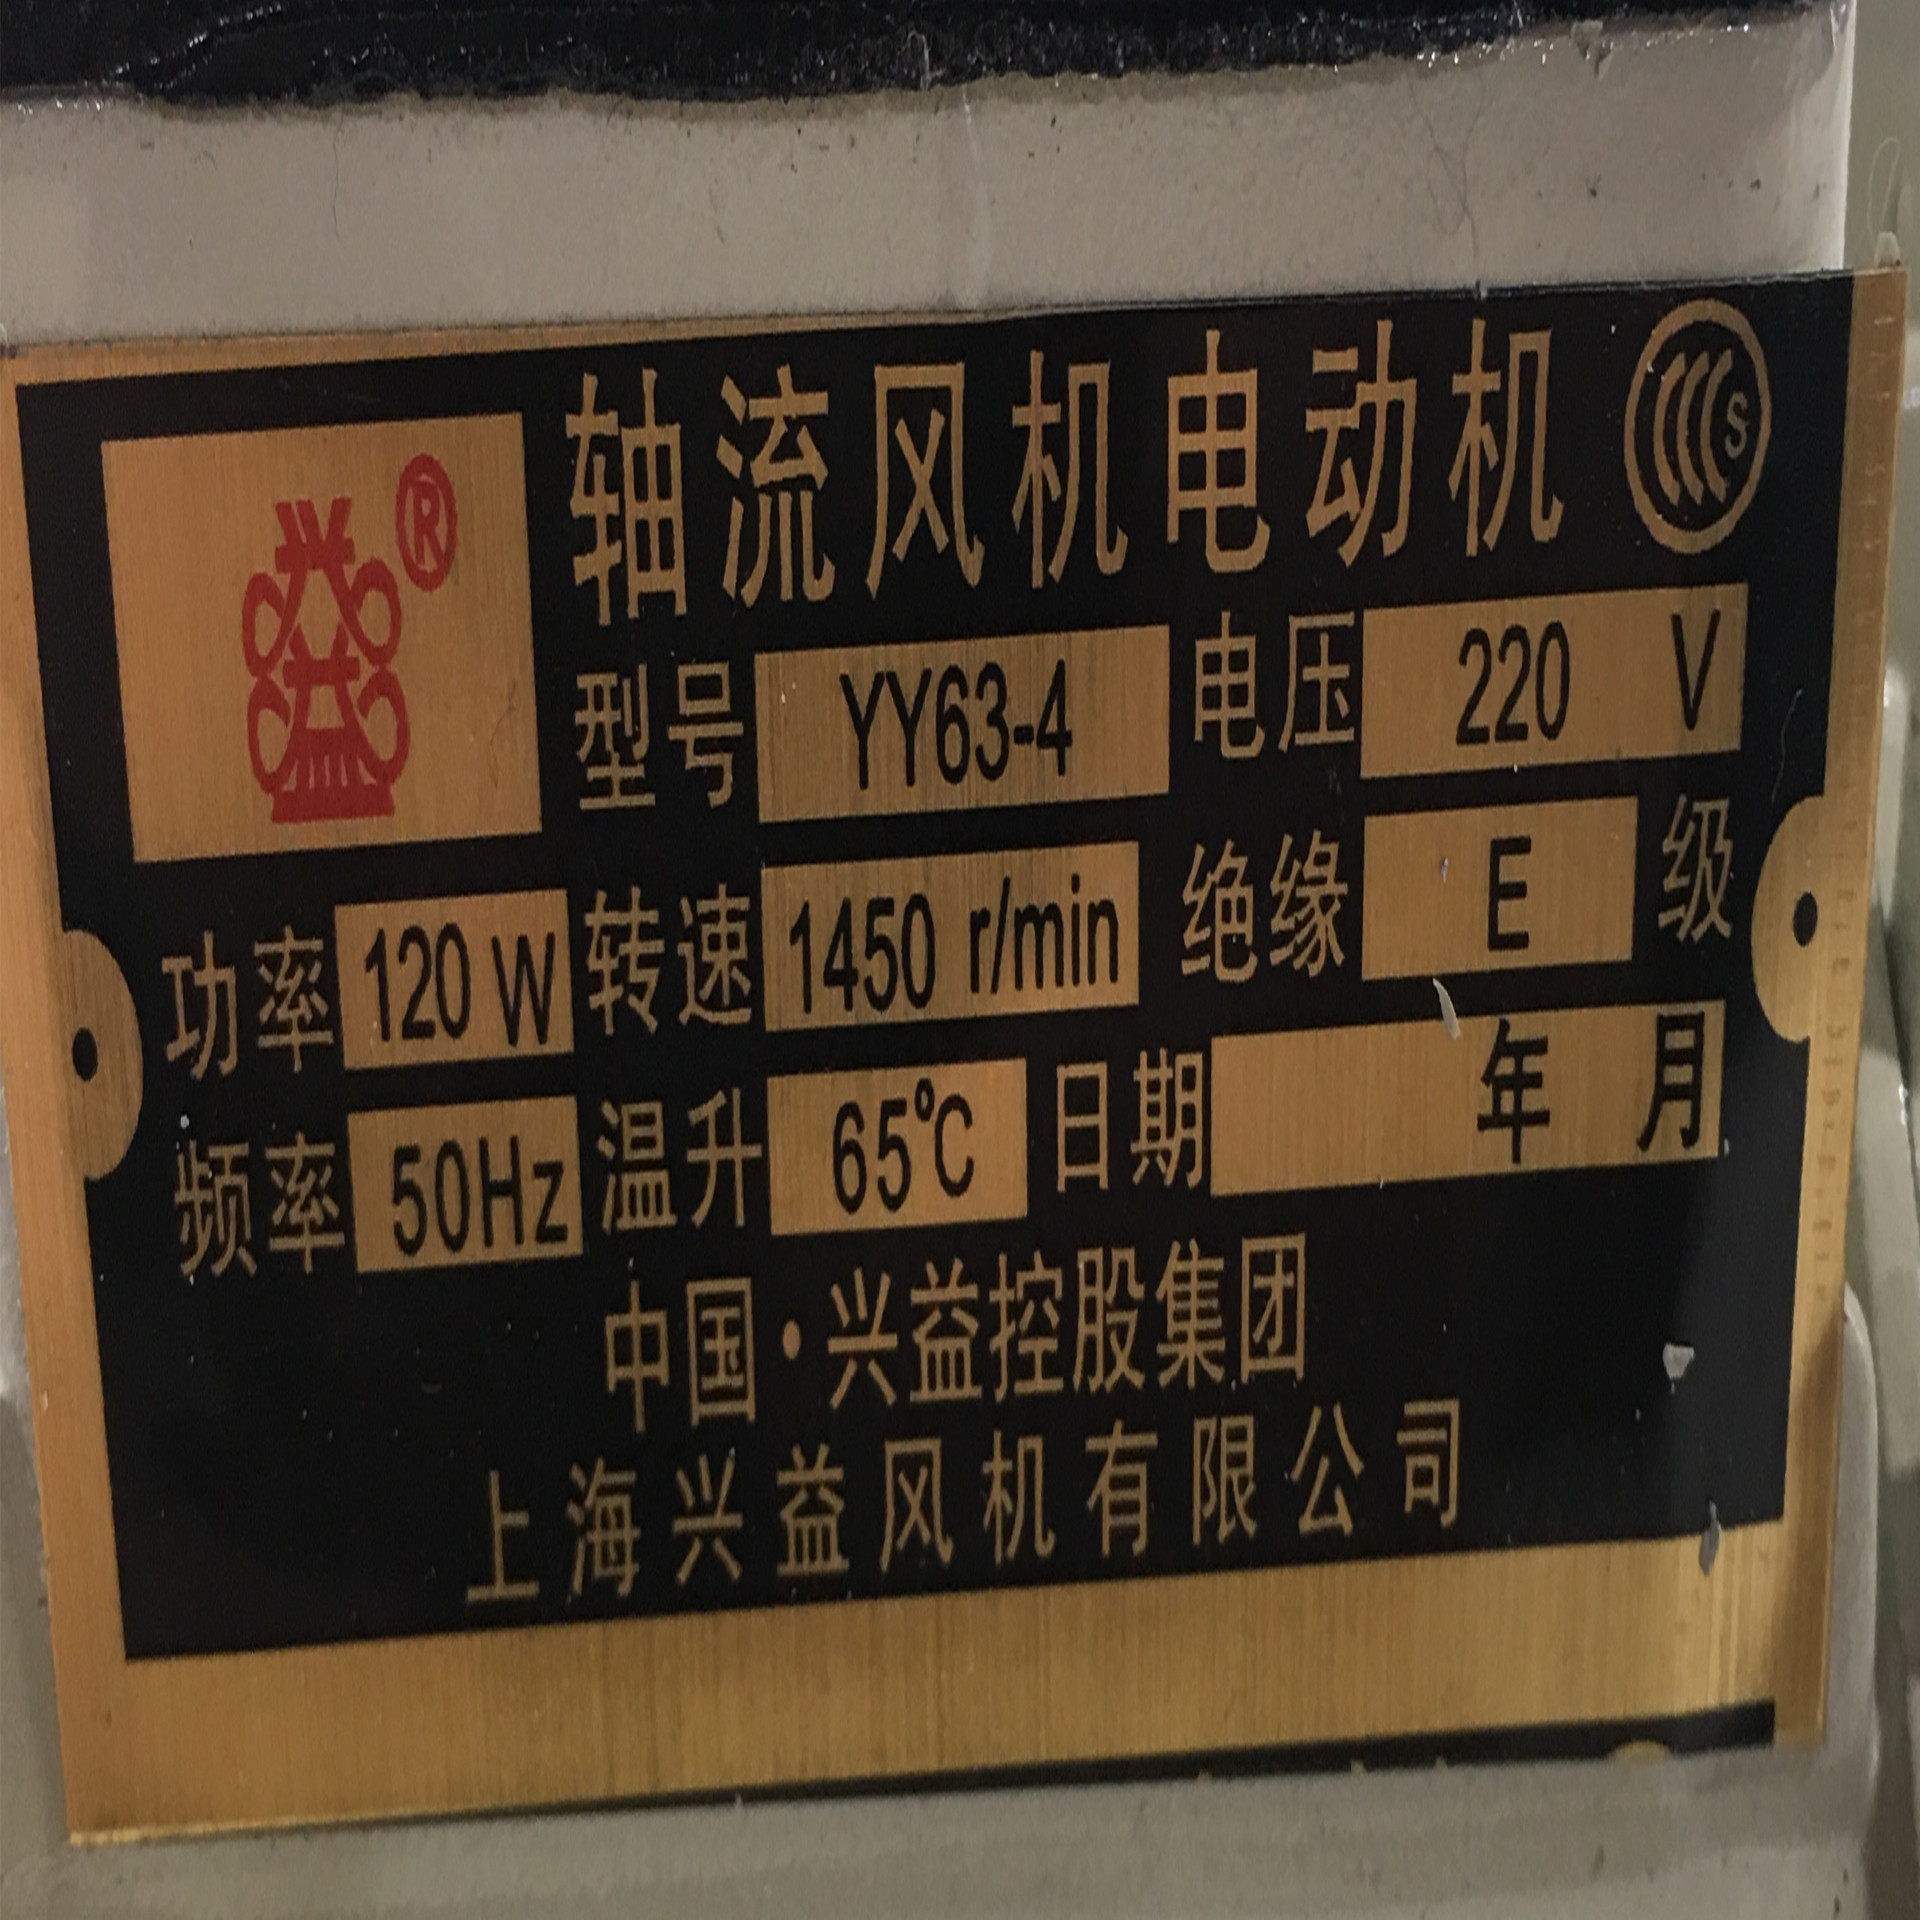 轴流风机电动机
兴益®
型号 YY63-4 电压 220 V
功率 120 W 转速 1450 r/min 绝缘 E 级
频率 50Hz 温升 65℃ 日期 年 月
中国·兴益控股集团
上海兴益风机有限公司